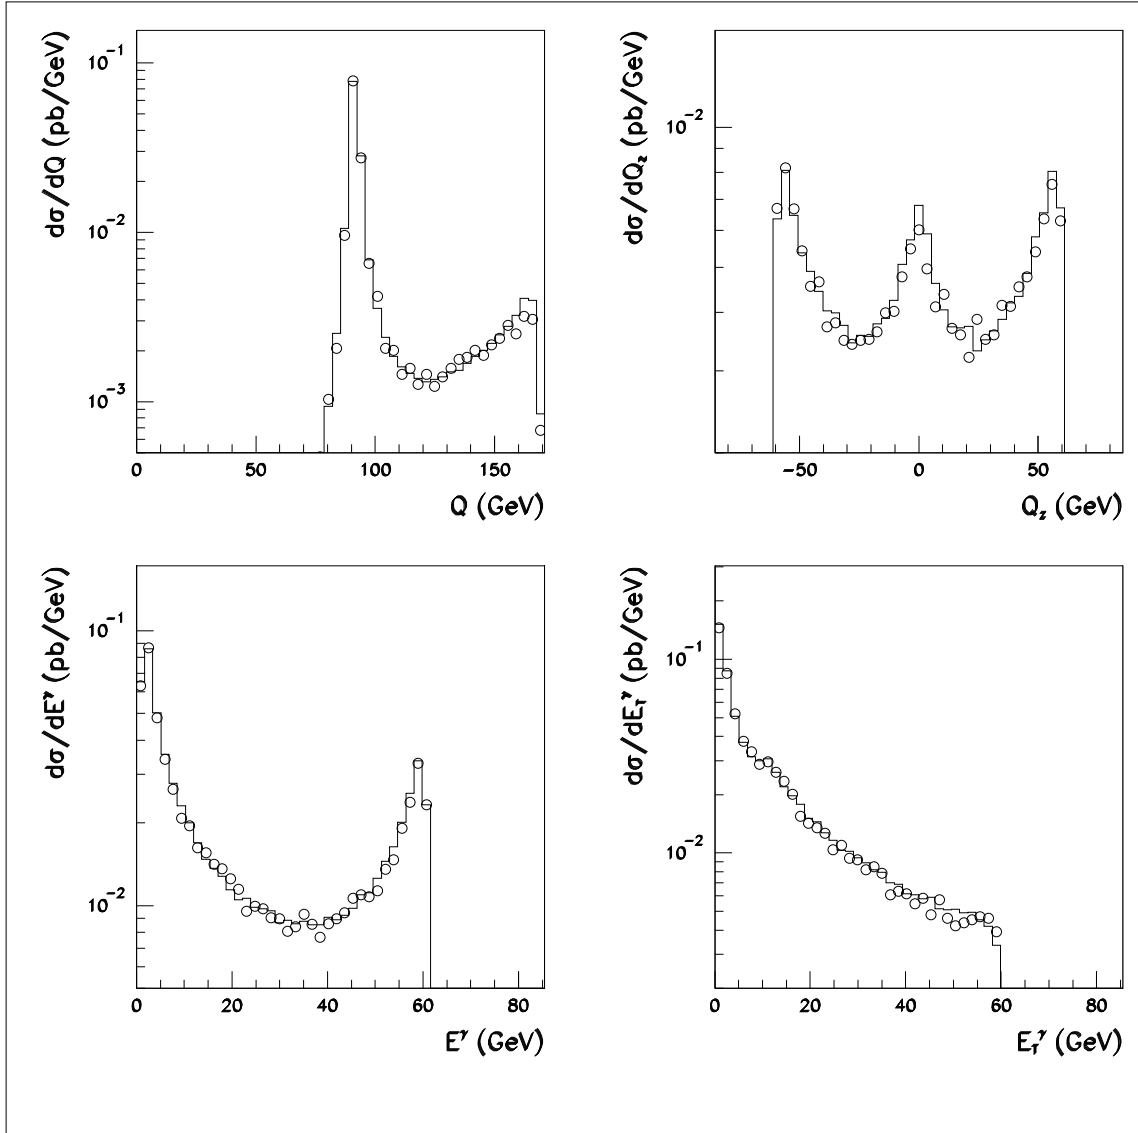 dσ/dQ (pb/GeV)
10⁻¹
10⁻²
10⁻³
0 50 100 150
Q (GeV)
dσ/dQ_z (pb/GeV)
10⁻²
−50 0 50
Q_z (GeV)
dσ/dE^γ (pb/GeV)
10⁻¹
10⁻²
0 20 40 60 80
E^γ (GeV)
dσ/dE_T^γ (pb/GeV)
10⁻¹
10⁻²
0 20 40 60 80
E_T^γ (GeV)